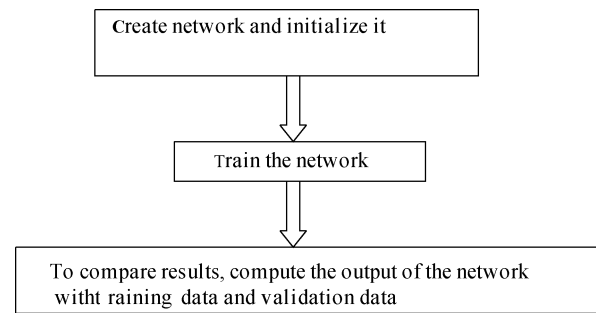 Create network and initialize it
Train the network
To compare results, compute the output of the network
witht raining data and validation data